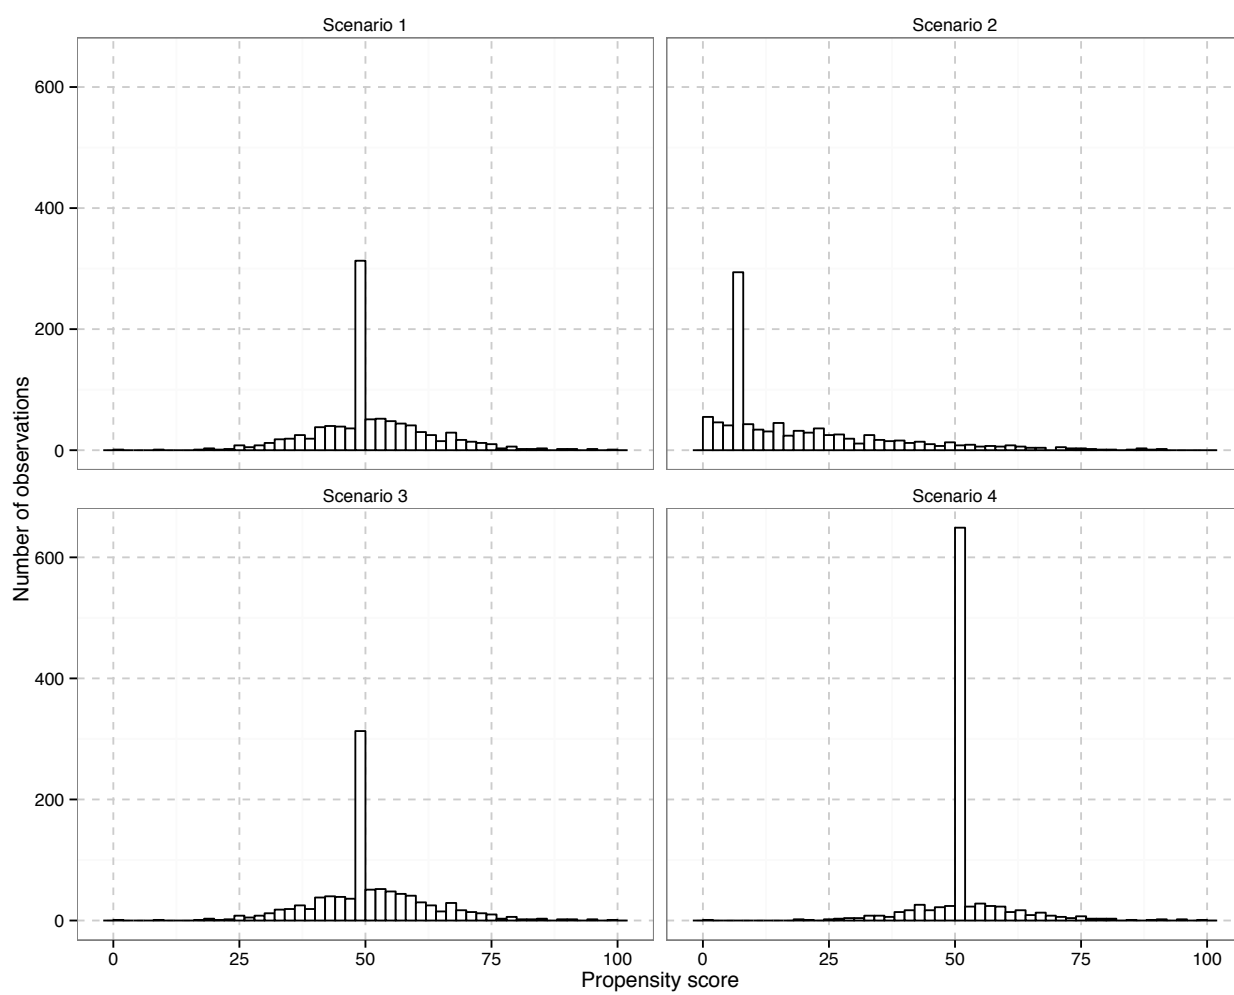 Scenario 1
Scenario 2
600
400
200
0
Scenario 3
Scenario 4
600
400
200
0
0 25 50 75 100
0 25 50 75 100
Number of observations
Propensity score